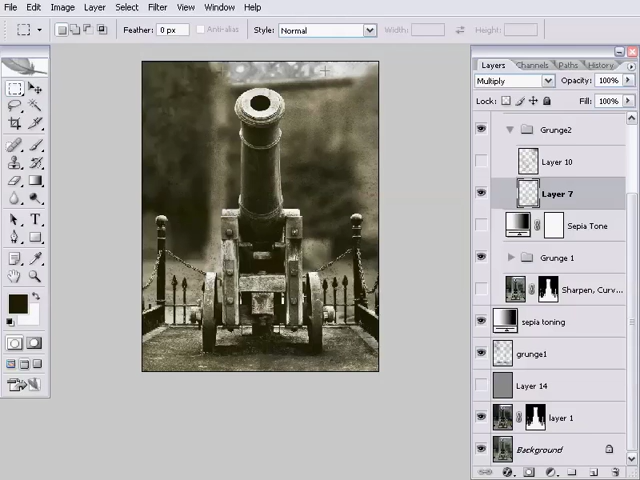 File Edit Image Layer Select Filter View Window Help
Feather: 0 px Anti-alias Style: Normal Width: Height:
Layers Channels Paths History
Multiply Opacity: 100%
Lock: Fill: 100%
Grunge2
Layer 10
Layer 7
Sepia Tone
Grunge 1
Sharpen, Curv...
sepia toning
grunge1
Layer 14
layer 1
Background
T